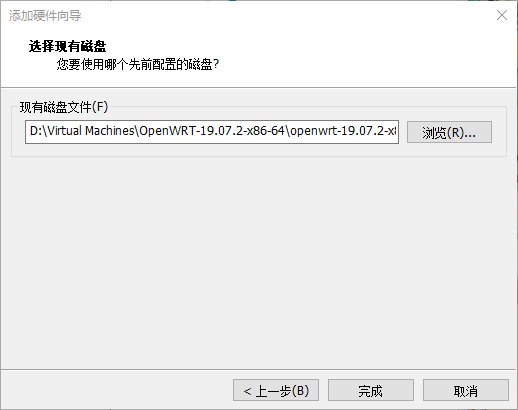 添加硬件向导
选择现有磁盘
您要使用哪个先前配置的磁盘?
现有磁盘文件(F)
D:\Virtual Machines\OpenWRT-19.07.2-x86-64\openwrt-19.07.2-x8
浏览(R)...
< 上一步(B)
完成
取消